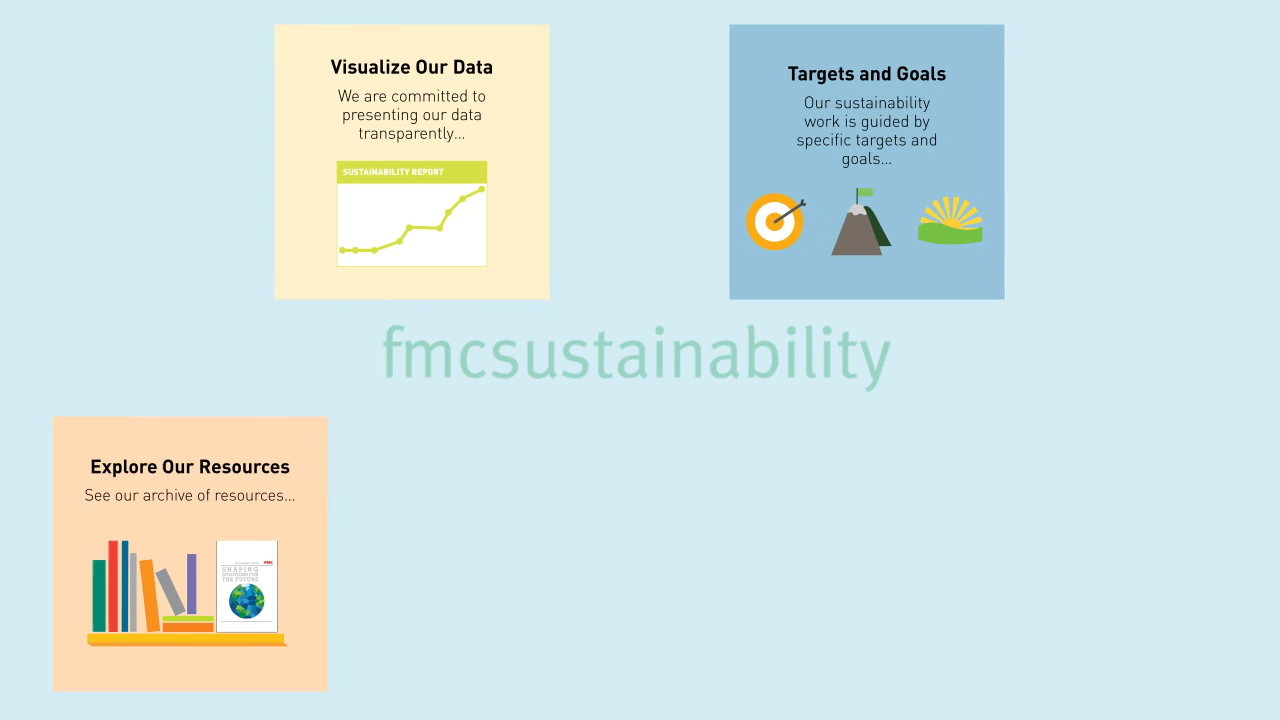 Visualize Our Data
We are committed to
presenting our data
transparently...
SUSTAINABILITY REPORT
Targets and Goals
Our sustainability
work is guided by
specific targets and
goals...
fmcsustainability
Explore Our Resources
See our archive of resources...
FMC
SHAPING
SOLUTIONS FOR
THE FUTURE